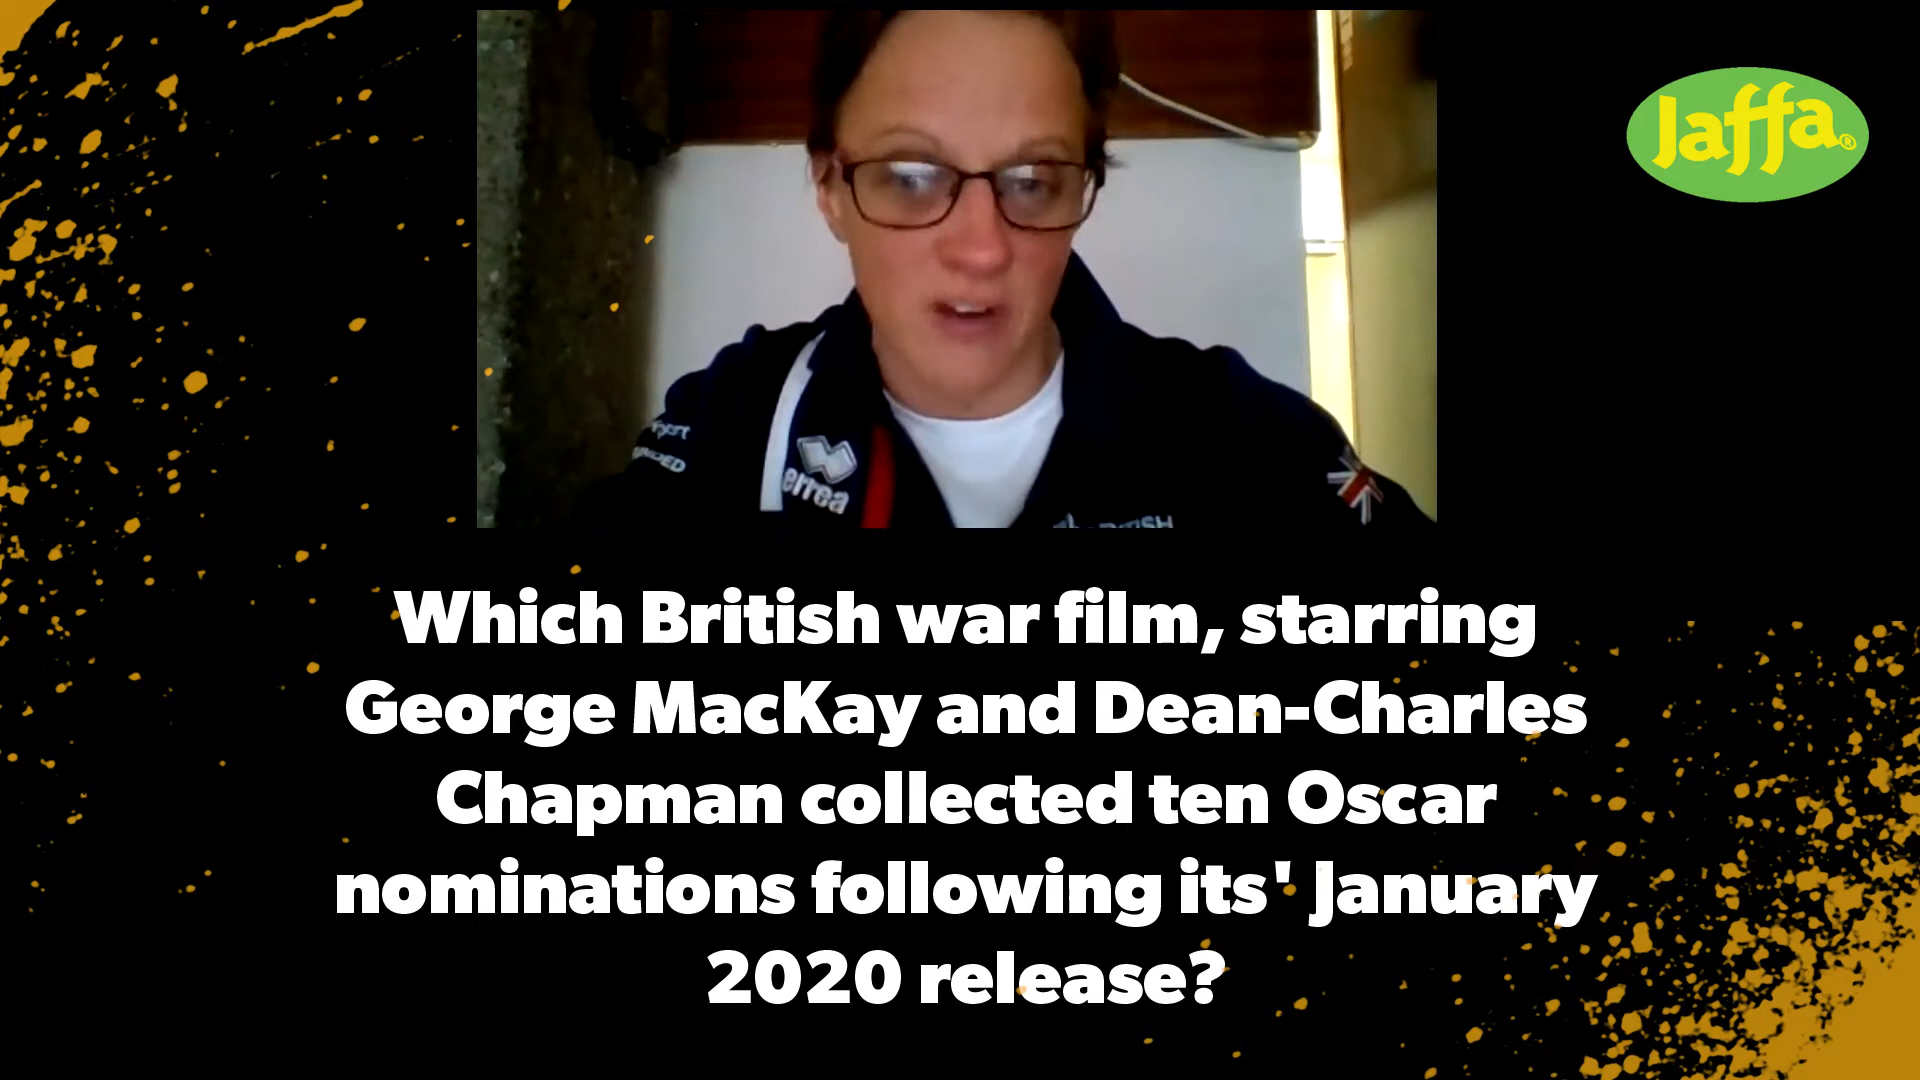 Jaffa®
errea
Which British war film, starring
George MacKay and Dean-Charles
Chapman collected ten Oscar
nominations following its' January
2020 release?